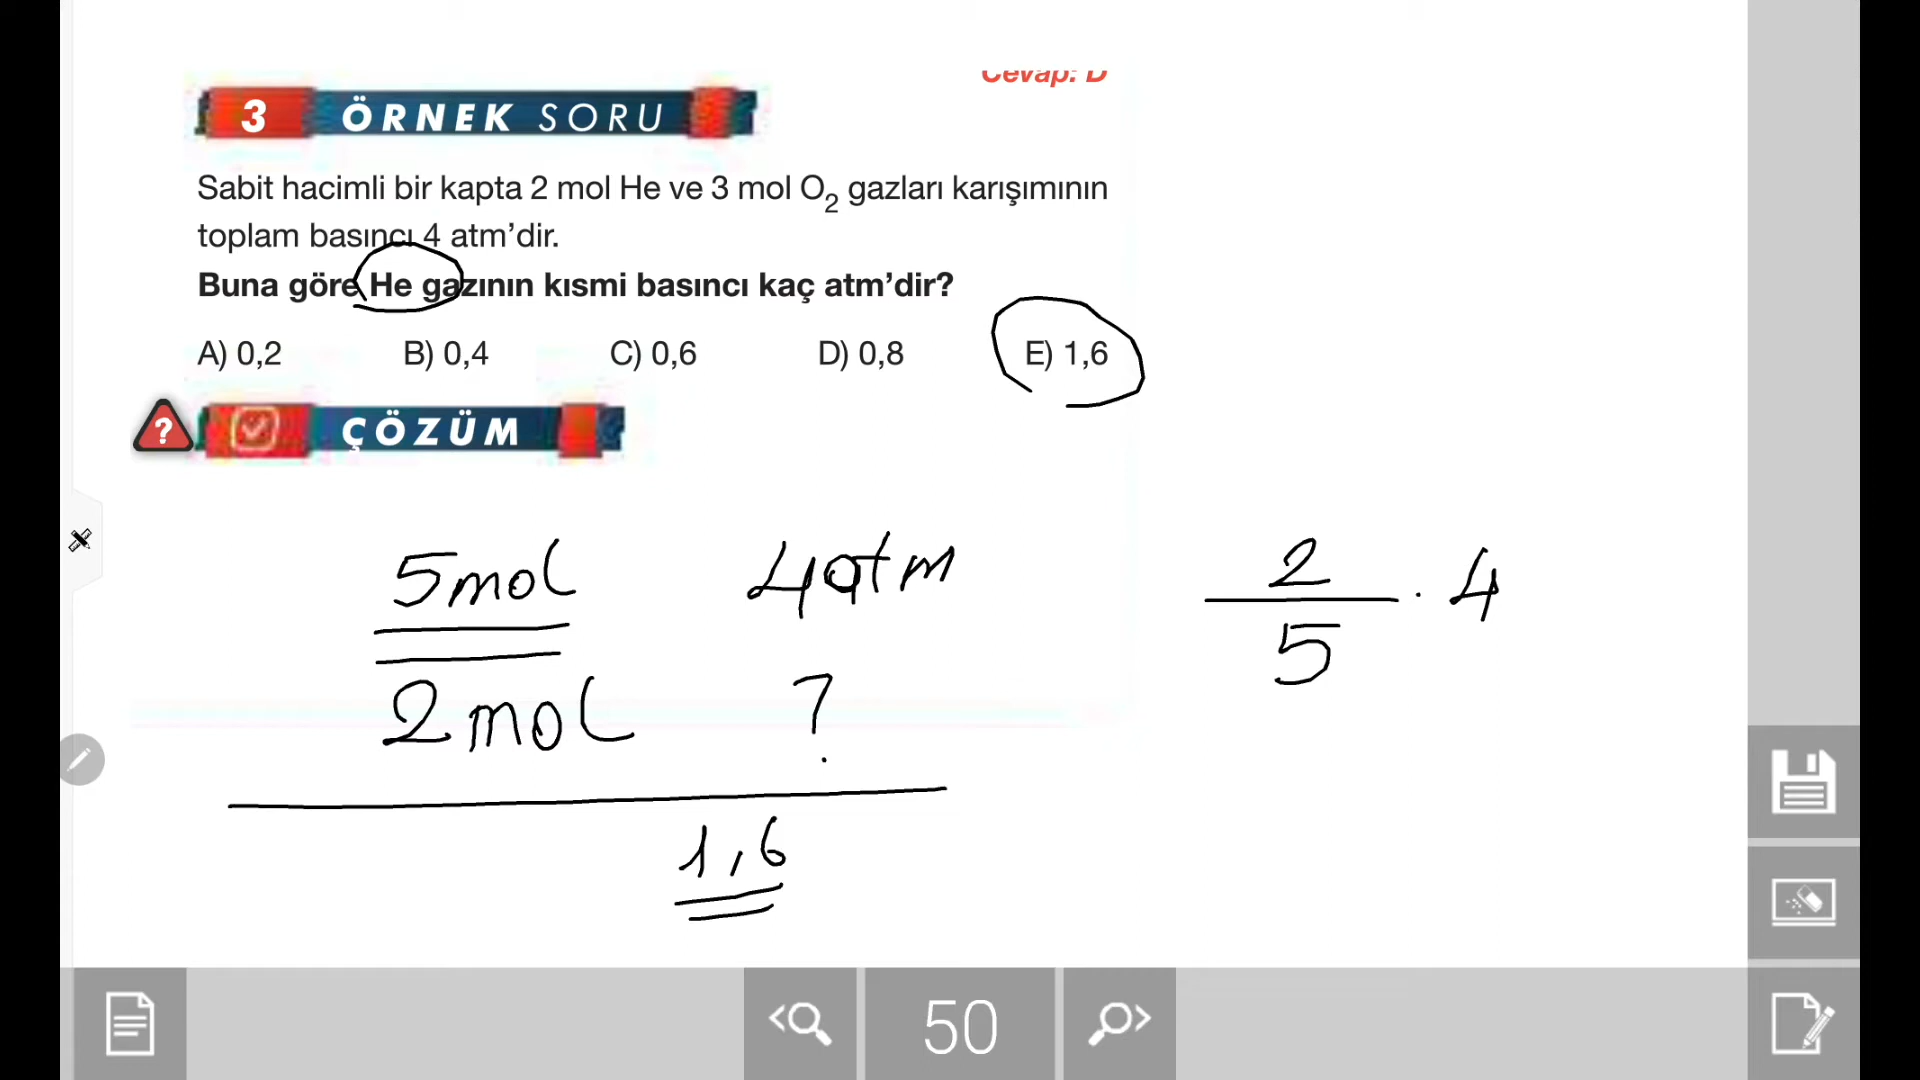 Cevap: D
3 ÖRNEK SORU
Sabit hacimli bir kapta 2 mol He ve 3 mol O₂ gazları karışımının
toplam basıncı 4 atm’dir.
Buna göre He gazının kısmi basıncı kaç atm’dir?
A) 0,2 B) 0,4 C) 0,6 D) 0,8 E) 1,6
? ÇÖZÜM
5mol 4atm
2mol ?
1,6
2
5 . 4
50